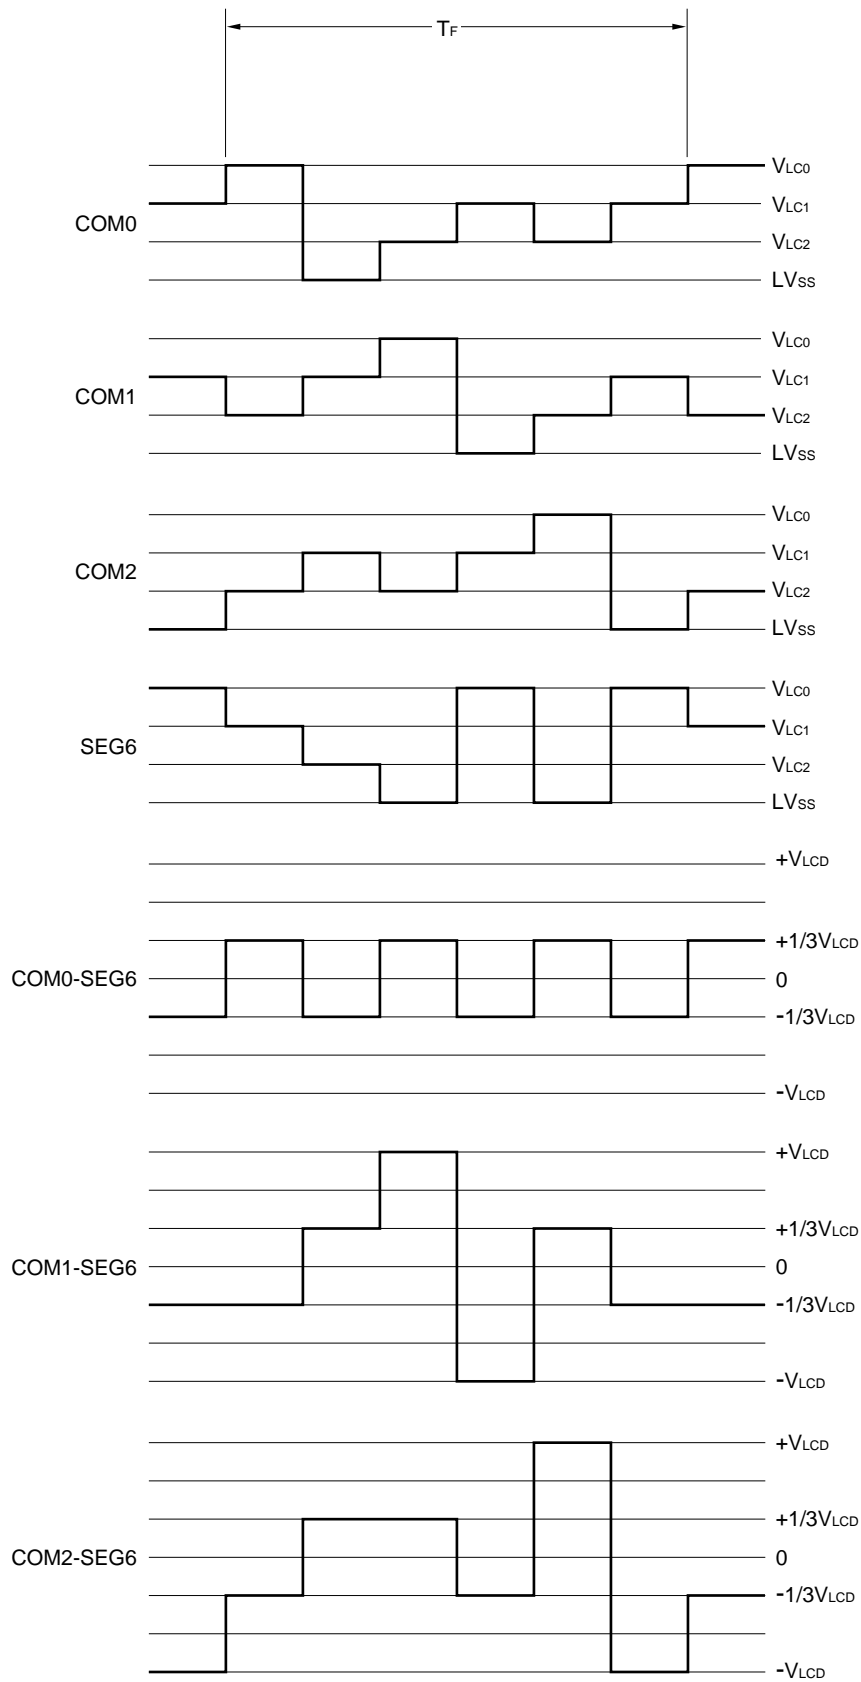 TF
VLC0
COM0
VLC1
VLC2
LVSS
VLC0
COM1
VLC1
VLC2
LVSS
VLC0
COM2
VLC1
VLC2
LVSS
VLC0
SEG6
VLC1
VLC2
LVSS
+VLCD
+1/3VLCD
COM0-SEG6
0
-1/3VLCD
-VLCD
+VLCD
+1/3VLCD
COM1-SEG6
0
-1/3VLCD
-VLCD
+VLCD
+1/3VLCD
COM2-SEG6
0
-1/3VLCD
-VLCD